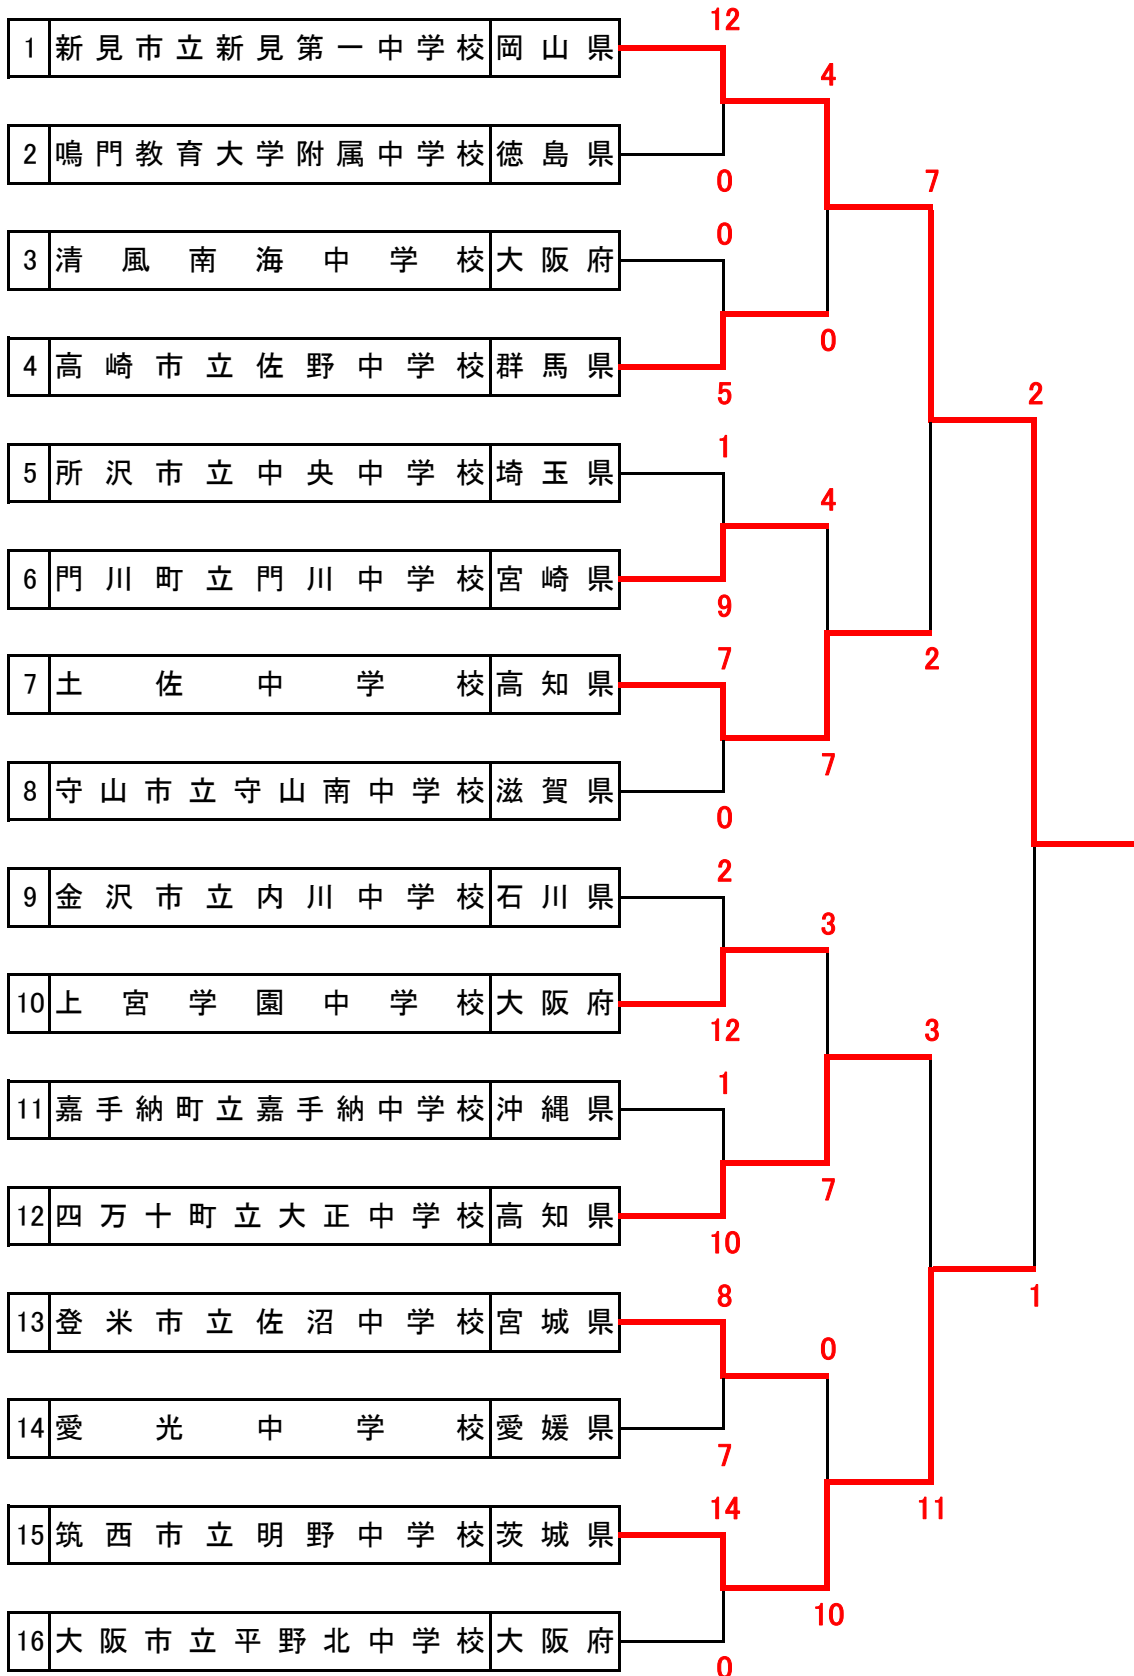 12
1 新見市立新見第一中学校 岡山県
4
2 鳴門教育大学附属中学校 徳島県
0
7
0
3 清風南海中学校 大阪府
0
4 高崎市立佐野中学校 群馬県
5
2
1
5 所沢市立中央中学校 埼玉県
4
6 門川町立門川中学校 宮崎県
9
7
2
7 土佐中学校 高知県
7
8 守山市立守山南中学校 滋賀県
0
2
9 金沢市立内川中学校 石川県
3
10 上宮学園中学校 大阪府
12
3
1
11 嘉手納町立嘉手納中学校 沖縄県
7
12 四万十町立大正中学校 高知県
10
8
1
13 登米市立佐沼中学校 宮城県
0
14 愛光中学校 愛媛県
7
14
11
15 筑西市立明野中学校 茨城県
10
16 大阪市立平野北中学校 大阪府
0